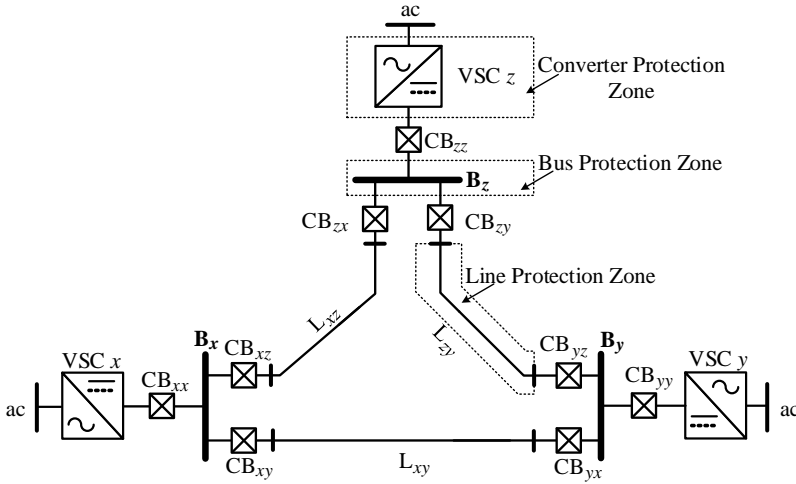 ac
VSC z
Converter Protection
Zone
CBzz
Bus Protection Zone
Bz
CBzx
CBzy
Line Protection Zone
Lxz
Lzy
Bx
By
VSC x
CBxz
CByz
VSC y
CBxx
CByy
ac
ac
CBxy
Lxy
CByx